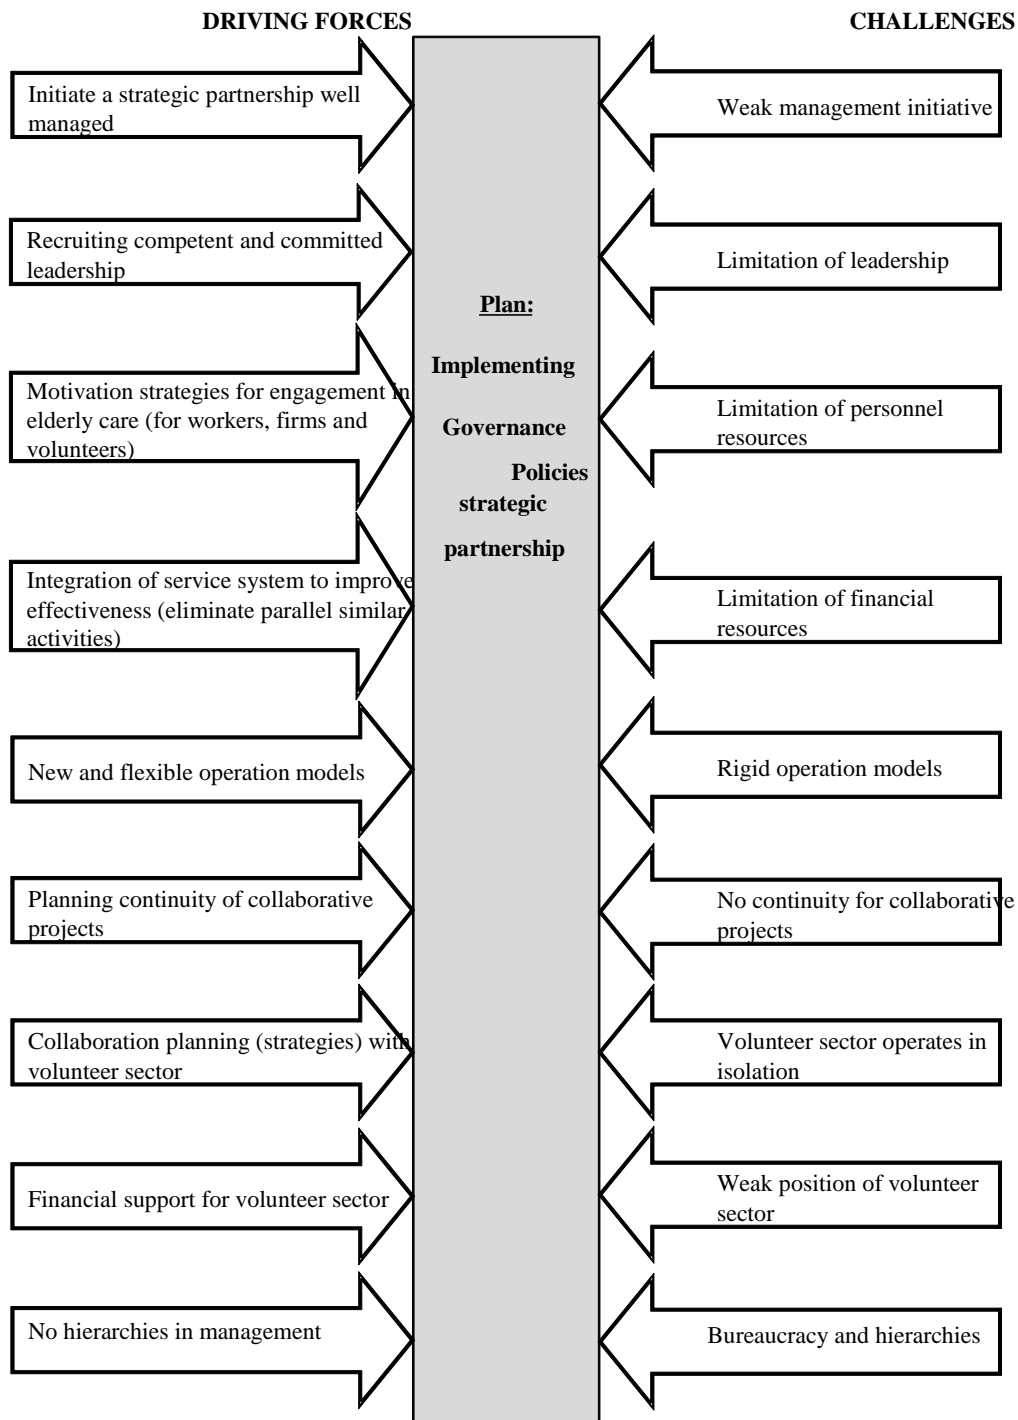 DRIVING FORCES
CHALLENGES
Initiate a strategic partnership well
managed
Weak management initiative
Recruiting competent and committed
leadership
Limitation of leadership
Plan:
Implementing
Governance
Policies
strategic
partnership
Motivation strategies for engagement in
elderly care (for workers, firms and
volunteers)
Limitation of personnel
resources
Integration of service system to improve
effectiveness (eliminate parallel similar
activities)
Limitation of financial
resources
New and flexible operation models
Rigid operation models
Planning continuity of collaborative
projects
No continuity for collaborative
projects
Collaboration planning (strategies) with
volunteer sector
Volunteer sector operates in
isolation
Financial support for volunteer sector
Weak position of volunteer
sector
No hierarchies in management
Bureaucracy and hierarchies